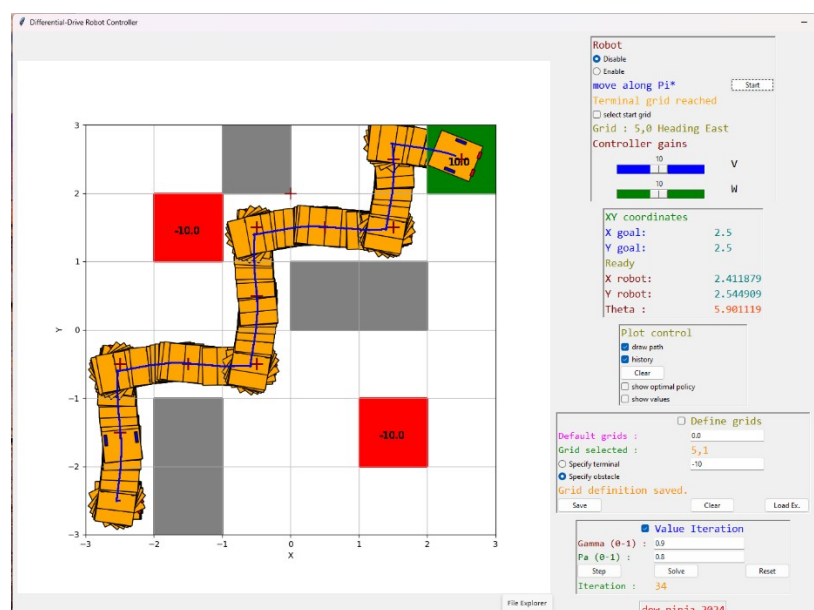 Differential-Drive Robot Controller
3
2
1
0
−1
−2
−3
Y
−3
−2
−1
0
1
2
3
X
10.0
-10.0
-10.0
Robot
Disable
Enable
move along Pi*
Start
Terminal grid reached
select start grid
Grid : 5,0 Heading East
Controller gains
10
V
10
W
XY coordinates
X goal: 2.5
Y goal: 2.5
Ready
X robot: 2.411879
Y robot: 2.544909
Theta : 5.901119
Plot control
draw path
history
Clear
show optimal policy
show values
Define grids
Default grids : 0.0
Grid selected : 5,1
Specify terminal -10
Specify obstacle
Grid definition saved.
Save Clear Load Ex.
Value Iteration
Gamma (0-1) : 0.9
Pa (0-1) : 0.8
Step Solve Reset
Iteration : 34
dew.ninja 2024
File Explorer